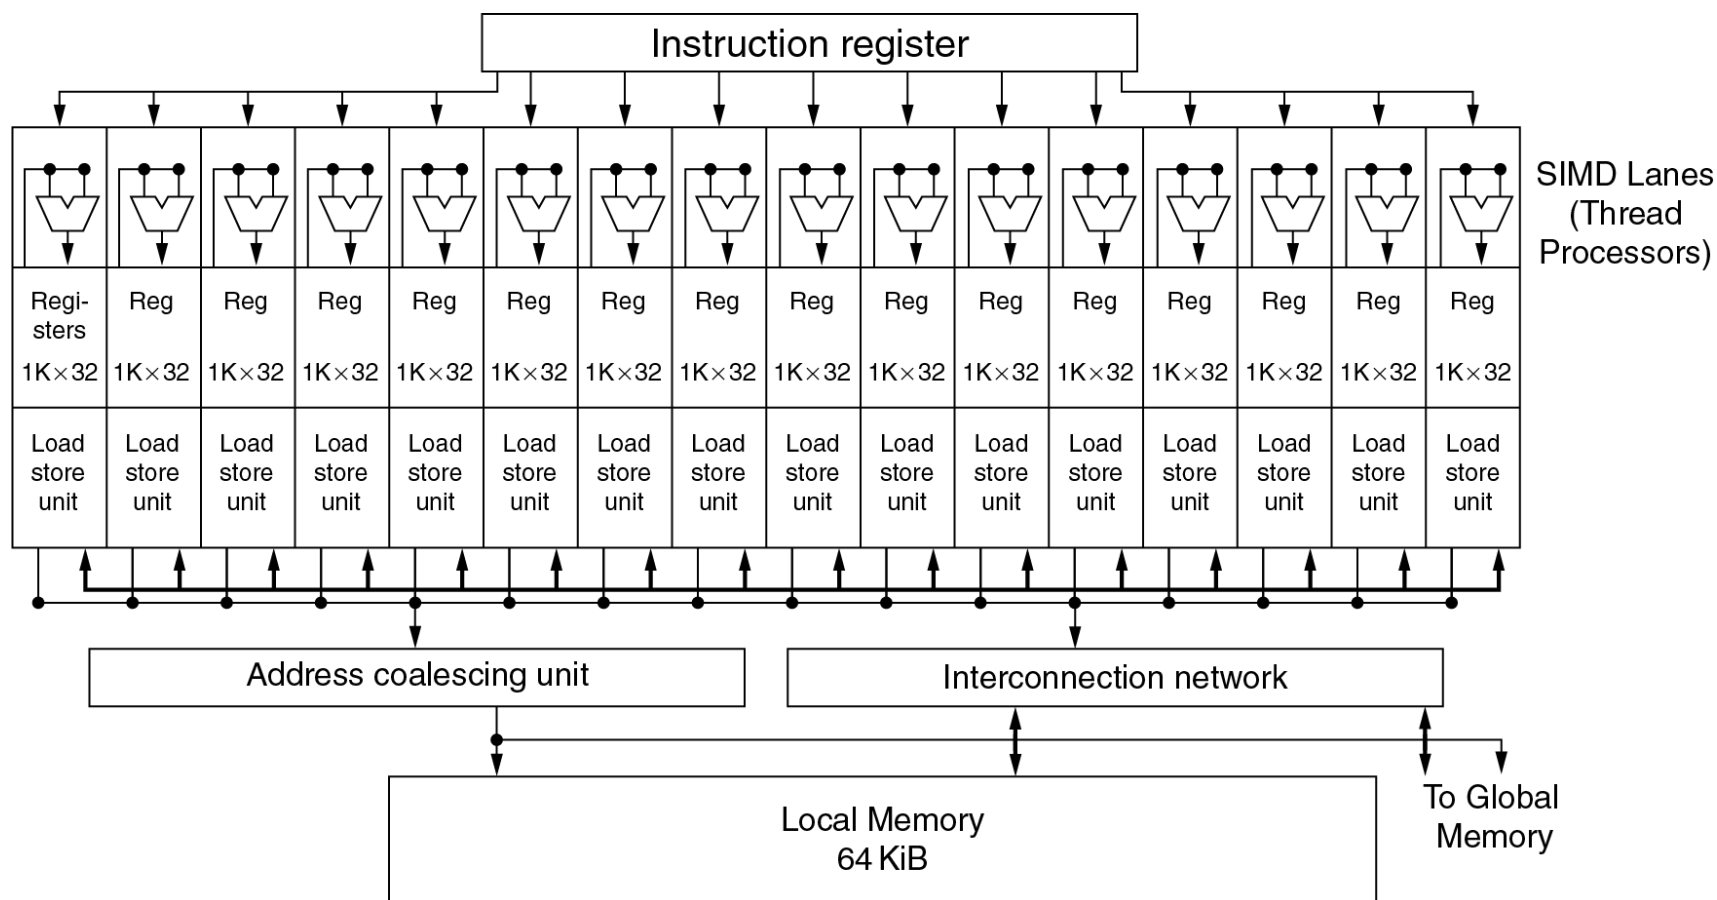 Instruction register
SIMD Lanes
(Thread
Processors)
Regi-
sters
Reg Reg Reg Reg Reg Reg Reg Reg Reg Reg Reg Reg Reg Reg Reg
1K×32 1K×32 1K×32 1K×32 1K×32 1K×32 1K×32 1K×32 1K×32 1K×32 1K×32 1K×32 1K×32 1K×32 1K×32 1K×32
Load Load Load Load Load Load Load Load Load Load Load Load Load Load Load Load
store store store store store store store store store store store store store store store store
unit unit unit unit unit unit unit unit unit unit unit unit unit unit unit unit
Address coalescing unit
Interconnection network
Local Memory
64 KiB
To Global
Memory